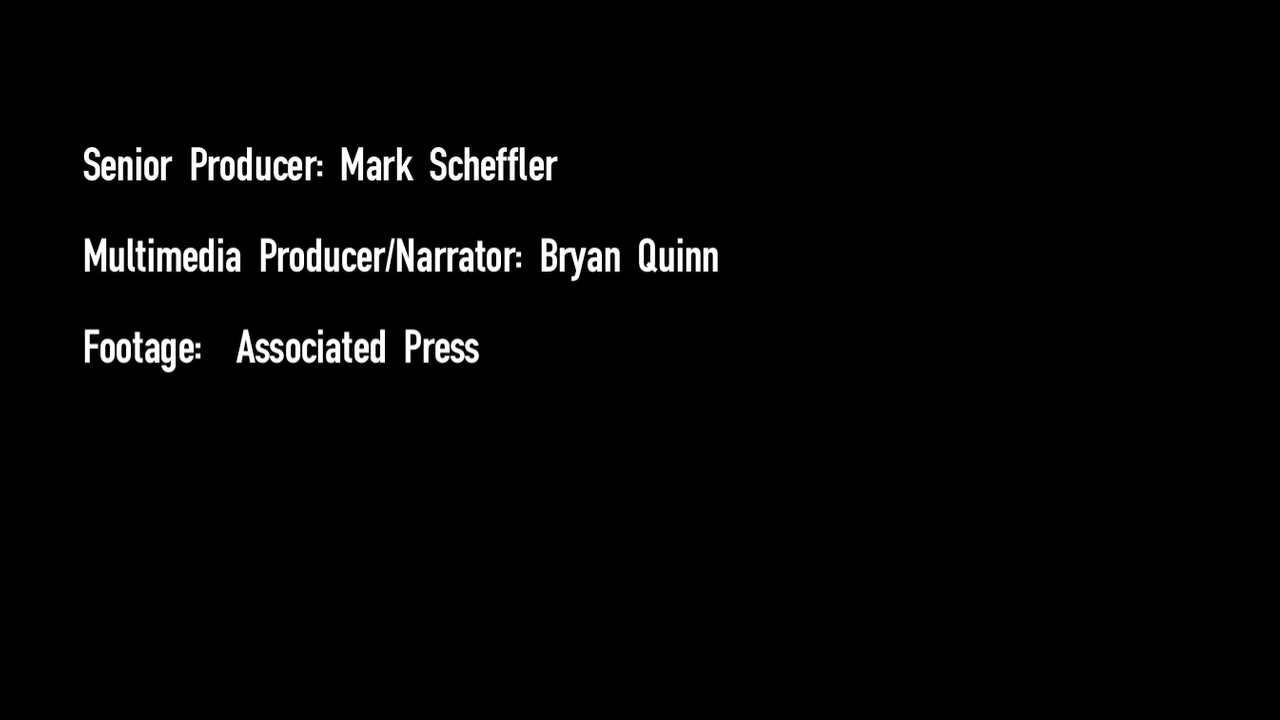 Senior Producer: Mark Scheffler
Multimedia Producer/Narrator: Bryan Quinn
Footage: Associated Press